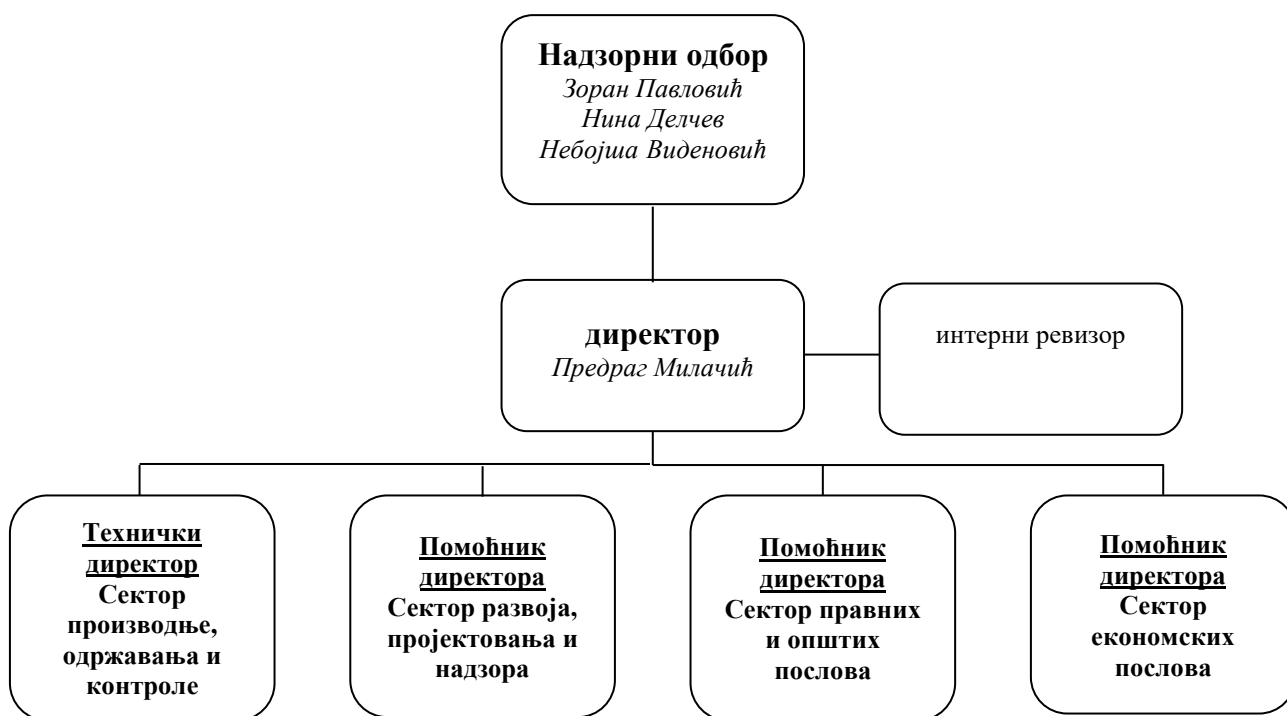 Надзорни одбор
Зоран Павловић
Нина Делчев
Небојша Виденовић
директор
Предраг Милачић
интерни ревизор
Технички
директор
Сектор
производње,
одржавања и
контроле
Помоћник
директора
Сектор развоја,
пројектовања и
надзора
Помоћник
директора
Сектор правних
и општих
послова
Помоћник
директора
Сектор
економских
послова